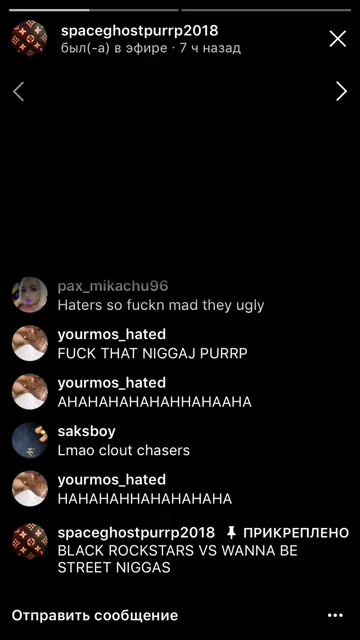 spaceghostpurrp2018
был(-а) в эфире · 7 ч назад
pax_mikachu96
Haters so fuckn mad they ugly
yourmos_hated
FUCK THAT NIGGAJ PURRP
yourmos_hated
AHAHAHAHAHAHHAHAAHA
saksboy
Lmao clout chasers
yourmos_hated
HAHAHAHHAHAHAHAHA
spaceghostpurrp2018 ПРИКРЕПЛЕНО
BLACK ROCKSTARS VS WANNA BE
STREET NIGGAS
Отправить сообщение